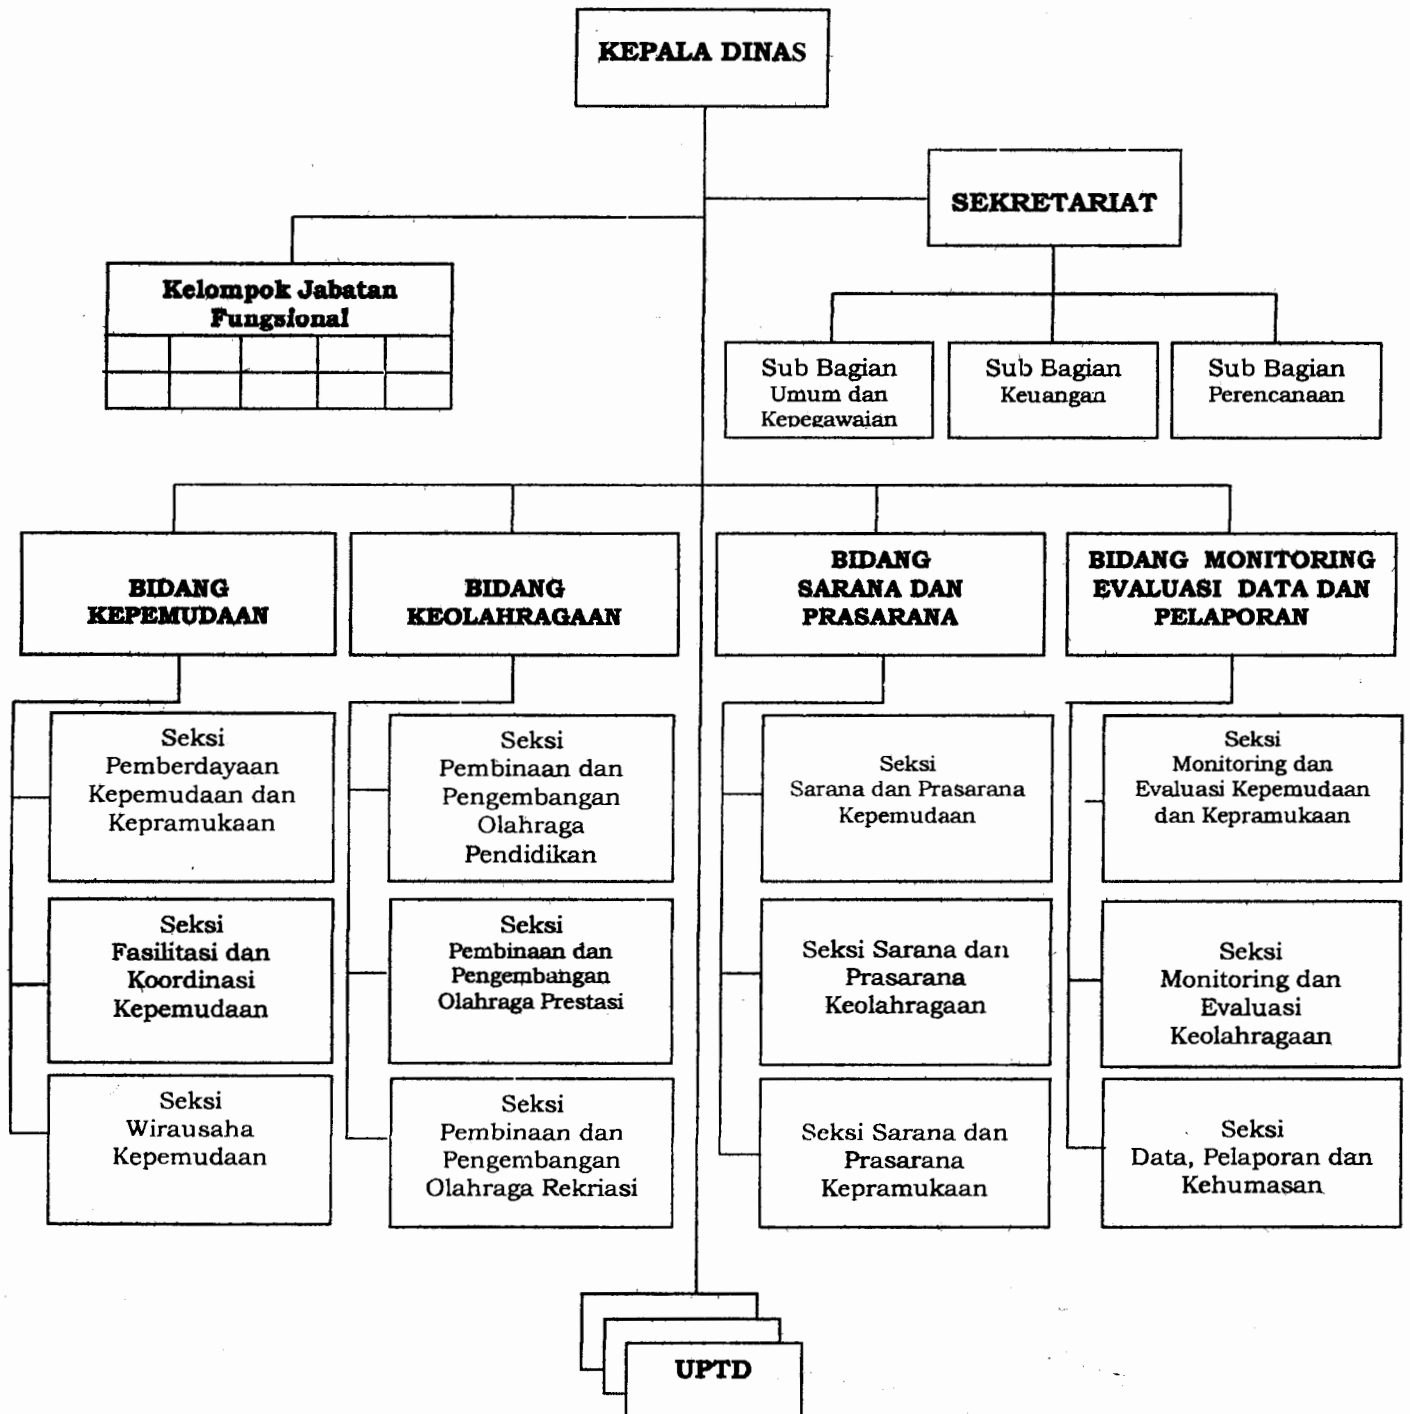 KEPALA DINAS
SEKRETARIAT
Kelompok Jabatan
Fungsional
Sub Bagian
Umum dan
Kepegawaian
Sub Bagian
Keuangan
Sub Bagian
Perencanaan
BIDANG
KEPEMUDAAN
BIDANG
KEOLAHRAGAAN
BIDANG
SARANA DAN
PRASARANA
BIDANG MONITORING
EVALUASI DATA DAN
PELAPORAN
Seksi
Pemberdayaan
Kepemudaan dan
Kepramukaan
Seksi
Pembinaan dan
Pengembangan
Olahraga
Pendidikan
Seksi
Sarana dan Prasarana
Kepemudaan
Seksi
Monitoring dan
Evaluasi Kepemudaan
dan Kepramukaan
Seksi
Fasilitasi dan
Koordinasi
Kepemudaan
Seksi
Pembinaan dan
Pengembangan
Olahraga Prestasi
Seksi Sarana dan
Prasarana
Keolahragaan
Seksi
Monitoring dan
Evaluasi
Keolahragaan
Seksi
Wirausaha
Kepemudaan
Seksi
Pembinaan dan
Pengembangan
Olahraga Rekriasi
Seksi Sarana dan
Prasarana
Kepramukaan
Seksi
Data, Pelaporan dan
Kehumasan
UPTD